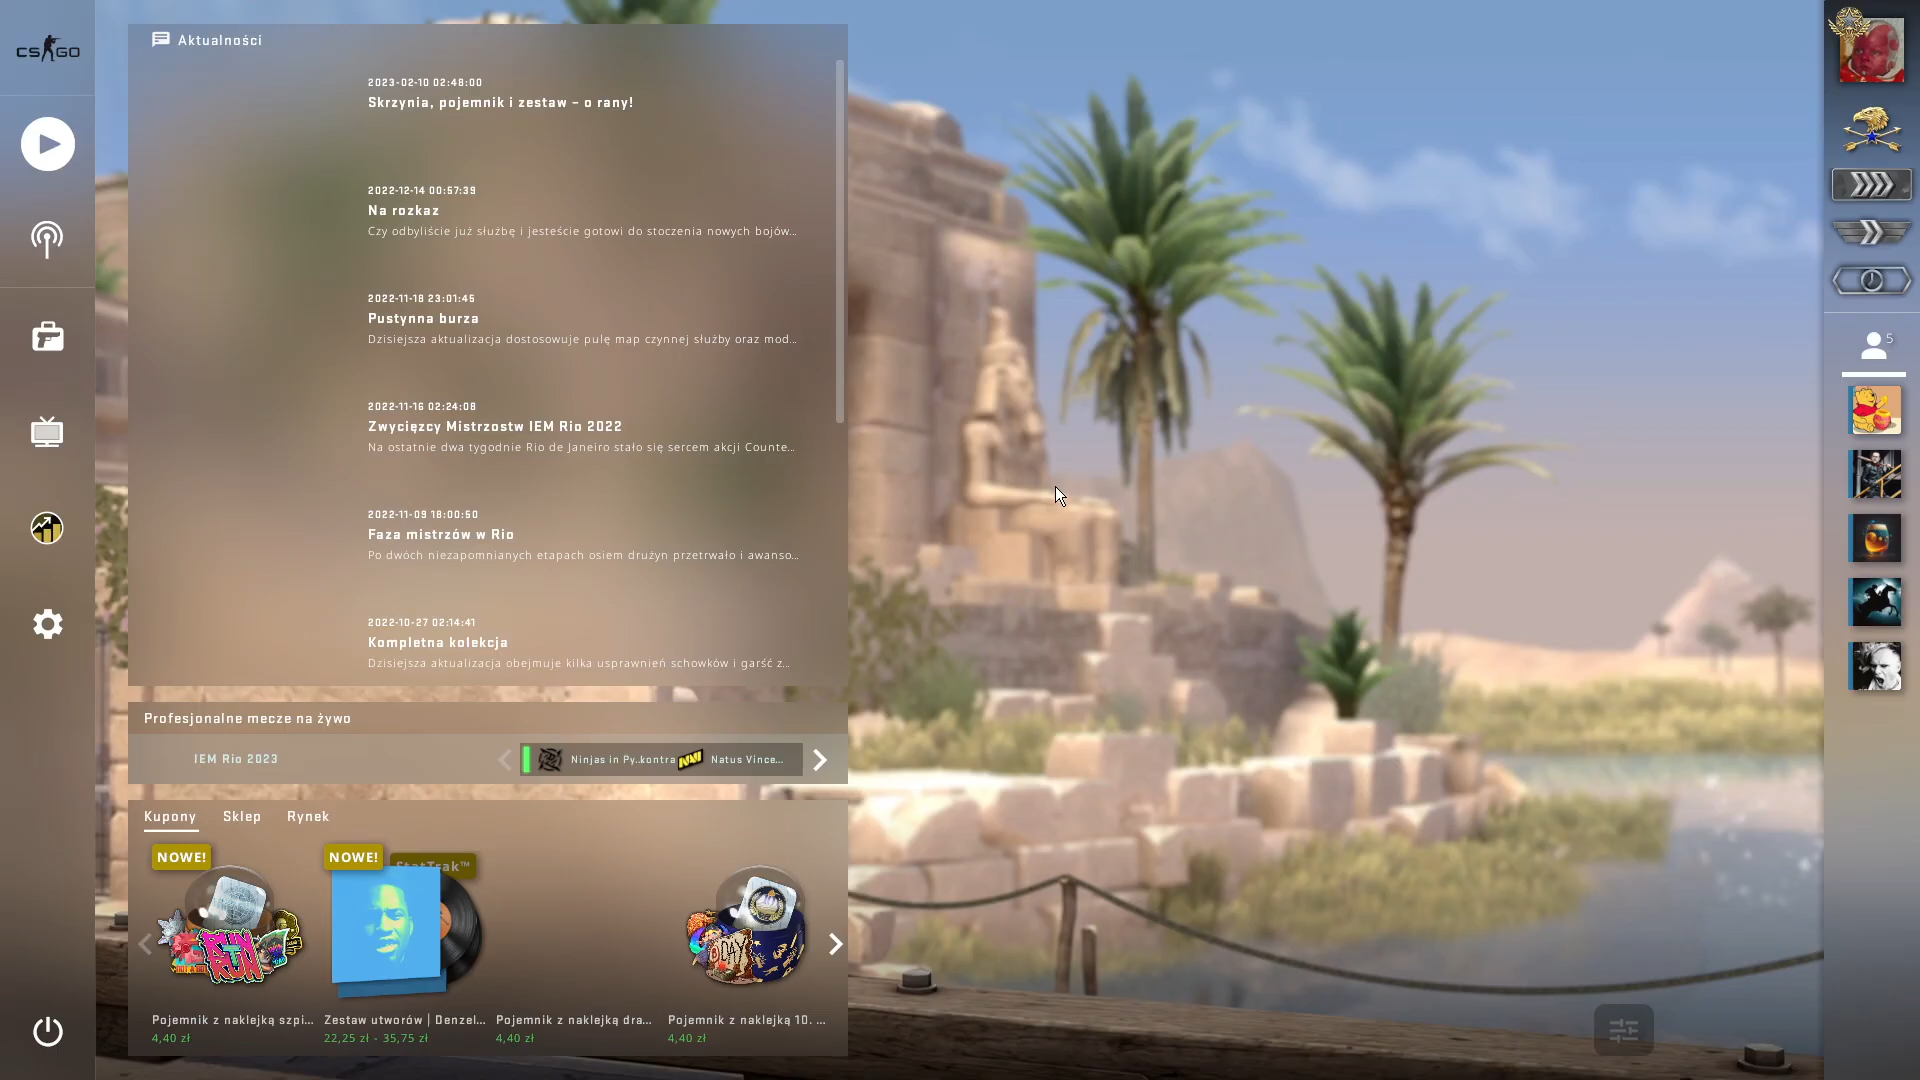 CS GO
Aktualności
2023-02-10 02:48:00
Skrzynia, pojemnik i zestaw – o rany!
2022-12-14 00:57:39
Na rozkaz
Czy odbyliście już służbę i jesteście gotowi do stoczenia nowych bojów…
2022-11-18 23:01:45
Pustynna burza
Dzisiejsza aktualizacja dostosowuje pulę map czynnej służby oraz mod…
2022-11-16 02:24:08
Zwycięzcy Mistrzostw IEM Rio 2022
Na ostatnie dwa tygodnie Rio de Janeiro stało się sercem akcji Counte…
2022-11-09 18:00:50
Faza mistrzów w Rio
Po dwóch niezapomnianych etapach osiem drużyn przetrwało i awanso…
2022-10-27 02:14:41
Kompletna kolekcja
Dzisiejsza aktualizacja obejmuje kilka usprawnień schowków i garść z…
Profesjonalne mecze na żywo
IEM Rio 2023
Ninjas in Py… kontra Natus Vince…
Kupony Sklep Rynek
NOWE!
NOWE!
StatTrak™
RUN T RUN
Pojemnik z naklejką szpi…
4,40 zł
Zestaw utworów | Denzel…
22,25 zł - 35,75 zł
Pojemnik z naklejką dra…
4,40 zł
Pojemnik z naklejką 10. …
4,40 zł
5